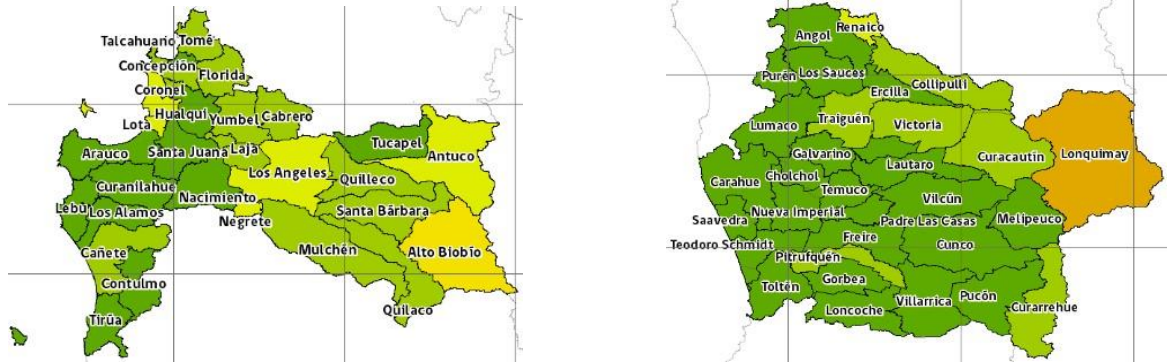 Talcahuano
Tomé
Concepción
Florida
Coronel
Hualqui
Yumbel
Cabrero
Lota
Tucapel
Arauco
Santa Juana
Laja
Antuco
Los Angeles
Quilleco
Curanilahue
Nacimiento
Lebu
Los Alamos
Negrete
Santa Bárbara
Cañete
Mulchén
Alto Biobío
Contulmo
Quilaco
Tirúa
Renaico
Angol
Purén
Los Sauces
Collipulli
Ercilla
Lumaco
Traiguén
Victoria
Galvarino
Lautaro
Curacautín
Lonquimay
Carahue
Cholchol
Temuco
Vilcún
Saavedra
Nueva Imperial
Padre Las Casas
Melipeuco
Teodoro Schmidt
Freire
Cunco
Pitrufquén
Gorbea
Toltén
Villarrica
Pucón
Curarrehue
Loncoche